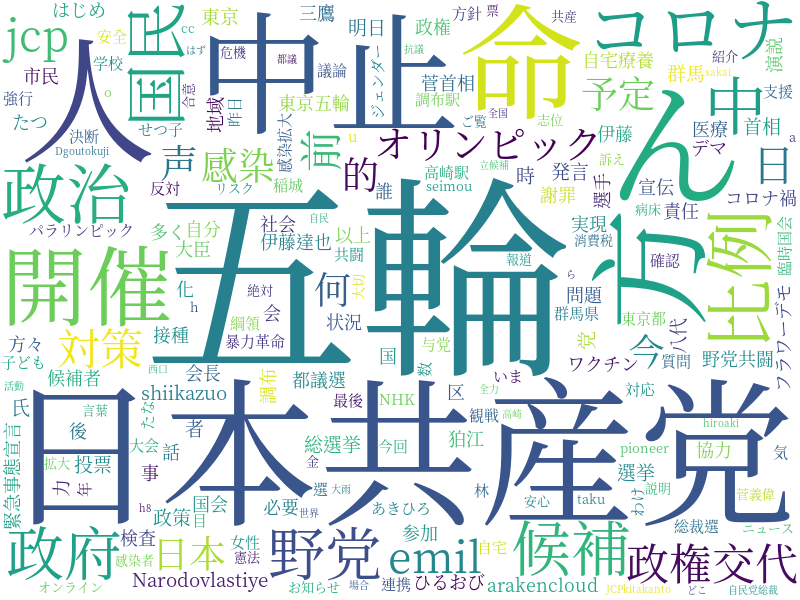 はじめ
東京
三鷹
政権
方針
票
共産
jcp
安全
cc
はず
危機
都議
議論
明日
抗議
自宅療養
コロナ
演説
国民
市民
学校
合意
人
中止
命
菅首相
群馬
紹介
sakai
強行
o
地域
昨日
東京五輪
ジェンダー
調布駅
予定
中
支援
たつ
決断
せつ子
感染拡大
u
ご覧
志位
全国
伊藤
医療
首相
a
Dgoutokuji
声
感染
前
オリンピック
デマ
日
政治
反対
稲城
リスク
的
高崎駅
seimou
立候補
時
発言
選手
宣伝
訴え
コロナ禍
パラリンピック
社会
誰
謝罪
病床
責任
ん
方
比例
臨時国会
多く
自分
伊藤達也
以上
自民
共闘
大切
実現
消費税
確認
開催
大臣
五輪
何
報道
ら
問題
東京都
今
八代
フラワーデモ
化
h
絶対
綱領
会
状況
群馬県
党
質問
対策
接種
暴力革命
国
与党
数
ワクチン
野党共闘
方々
子ども
候補者
会長
都議選
いま
shiikazuo
調布
区
対応
活動
西口
全力
高崎
日本共産党
氏
言葉
たな
最後
NHK
観戦
hiroaki
緊急事態宣言
後
大会
者
話
総選挙
今回
狛江
pioneer
協力
気
拡大
投票
事
金
選挙
力
年
h8
政策
国会
目
選
必要
大雨
世界
あきひろ
林
安心
taku
わけ
説明
総裁選
菅義偉
ニュース
政府
検査
感染者
日本
女性
憲法
野党
参加
emil
自宅
候補
政権交代
オンライン
Narodovlastiye
お知らせ
場合
連携
ひるおび
arakencloud
JCPkitakanto
どこ
自民党総裁